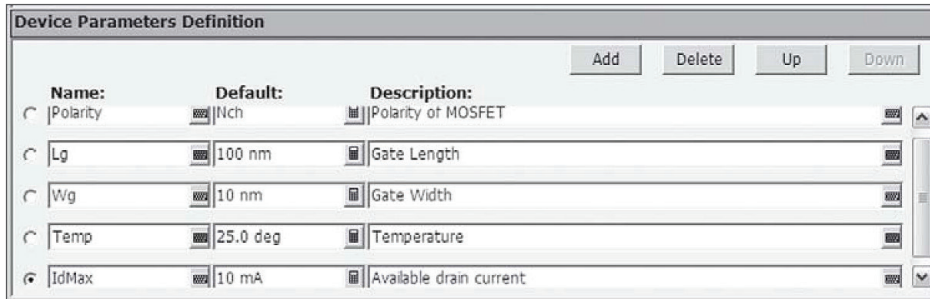 Device Parameters Definition
Add Delete Up Down
Name: Default: Description:
Polarity Nch Polarity of MOSFET
Lg 100 nm Gate Length
Wg 10 nm Gate Width
Temp 25.0 deg Temperature
IdMax 10 mA Available drain current